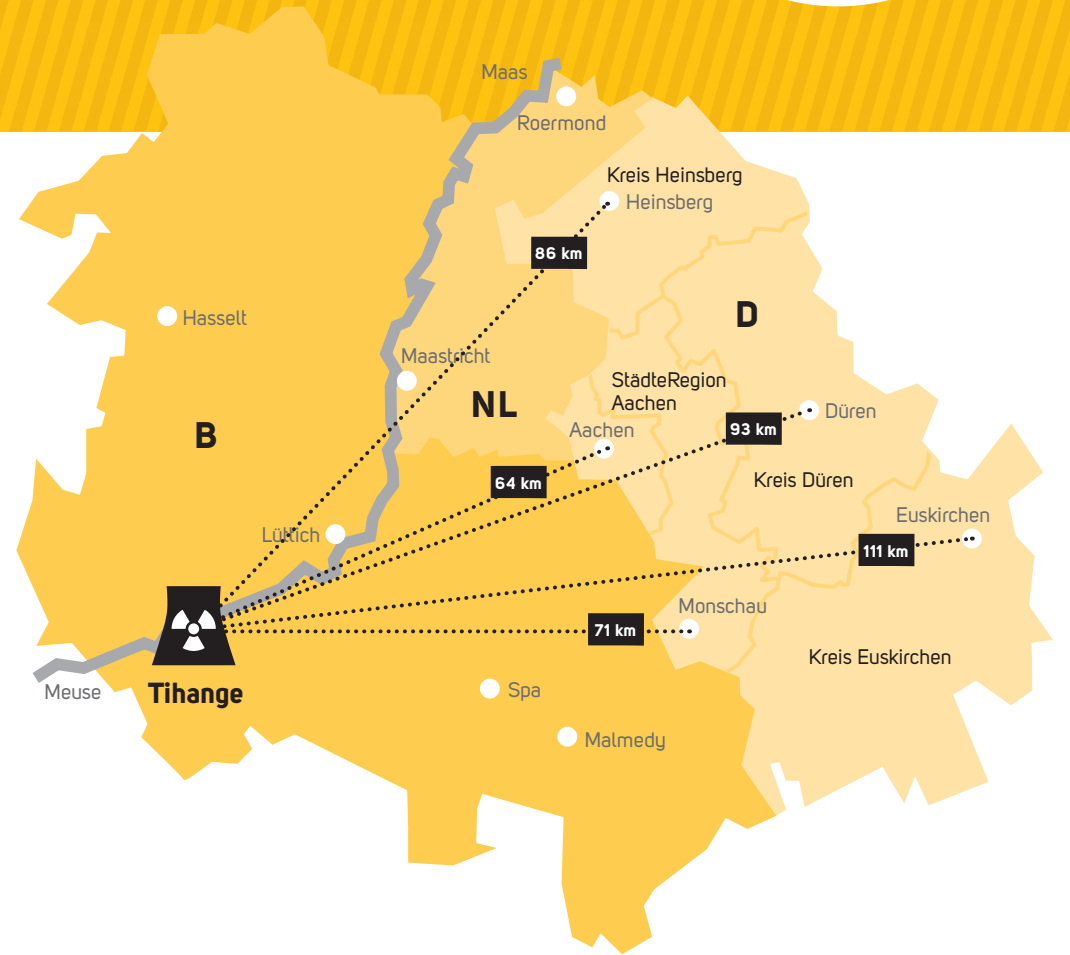 Maas
Roermond
Kreis Heinsberg
Heinsberg
86 km
Hasselt
D
Maastricht
StädteRegion
Aachen
NL
Düren
B
Aachen
93 km
64 km
Kreis Düren
Euskirchen
Lüttich
111 km
Monschau
71 km
Kreis Euskirchen
Meuse
Tihange
Spa
Malmedy